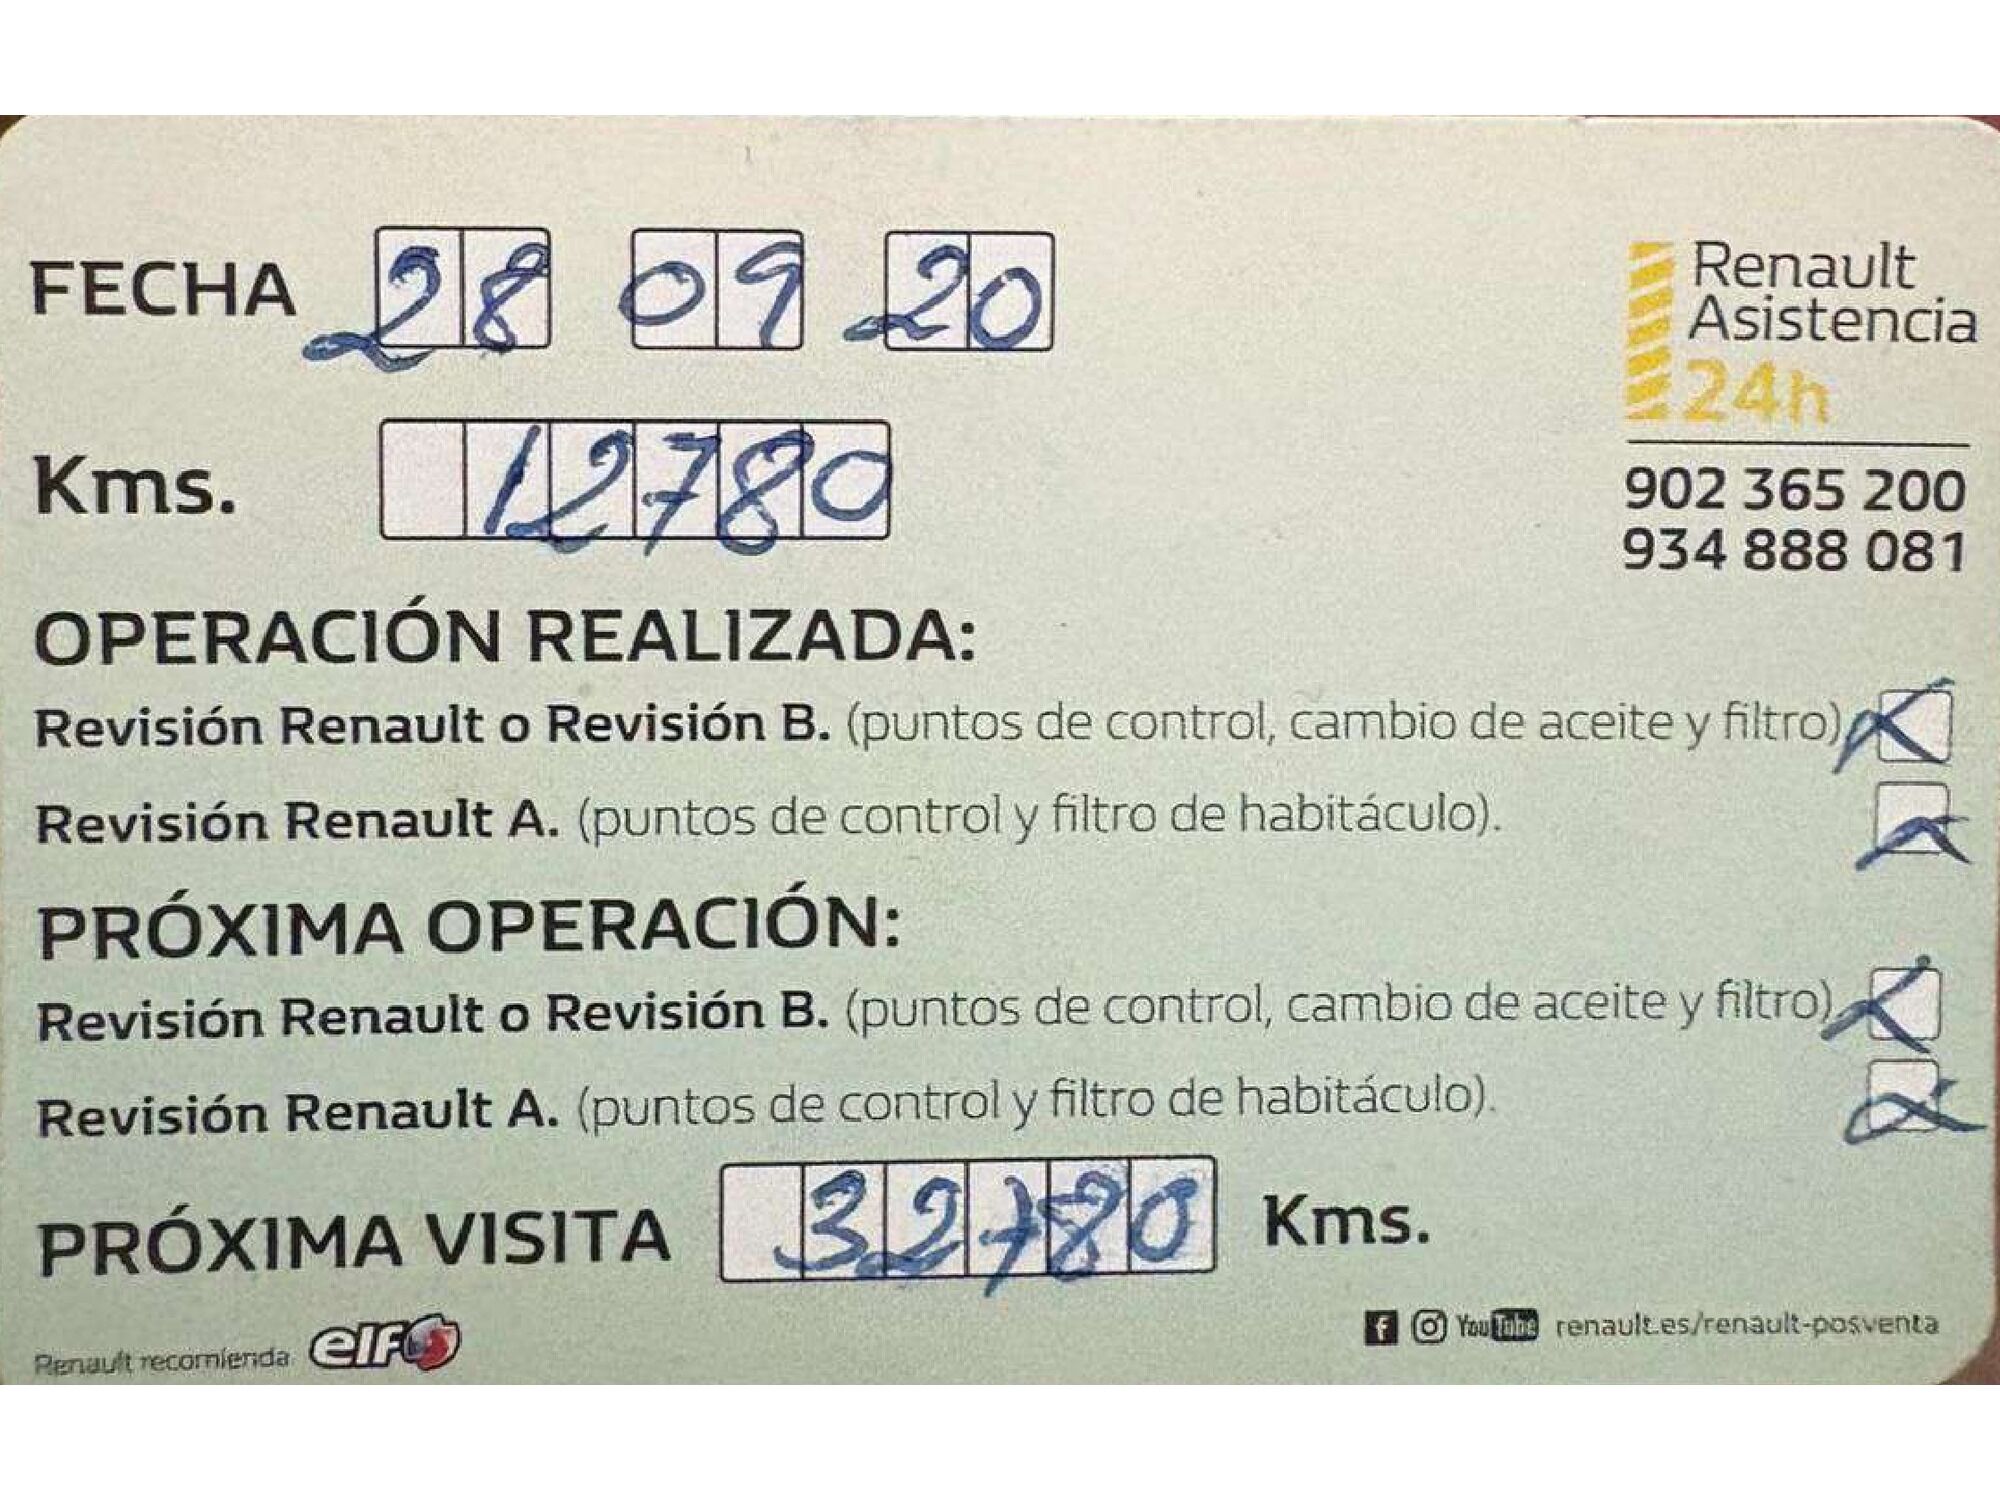 FECHA 28 09 20
Renault
Asistencia
24h
Kms. 12780
902 365 200
934 888 081
OPERACIÓN REALIZADA:
Revisión Renault o Revisión B. (puntos de control, cambio de aceite y filtro) X
Revisión Renault A. (puntos de control y filtro de habitáculo). X
PRÓXIMA OPERACIÓN:
Revisión Renault o Revisión B. (puntos de control, cambio de aceite y filtro) X
Revisión Renault A. (puntos de control y filtro de habitáculo). X
PRÓXIMA VISITA 32780 Kms.
Renault recomienda elf
YouTube renault.es/renault-posventa